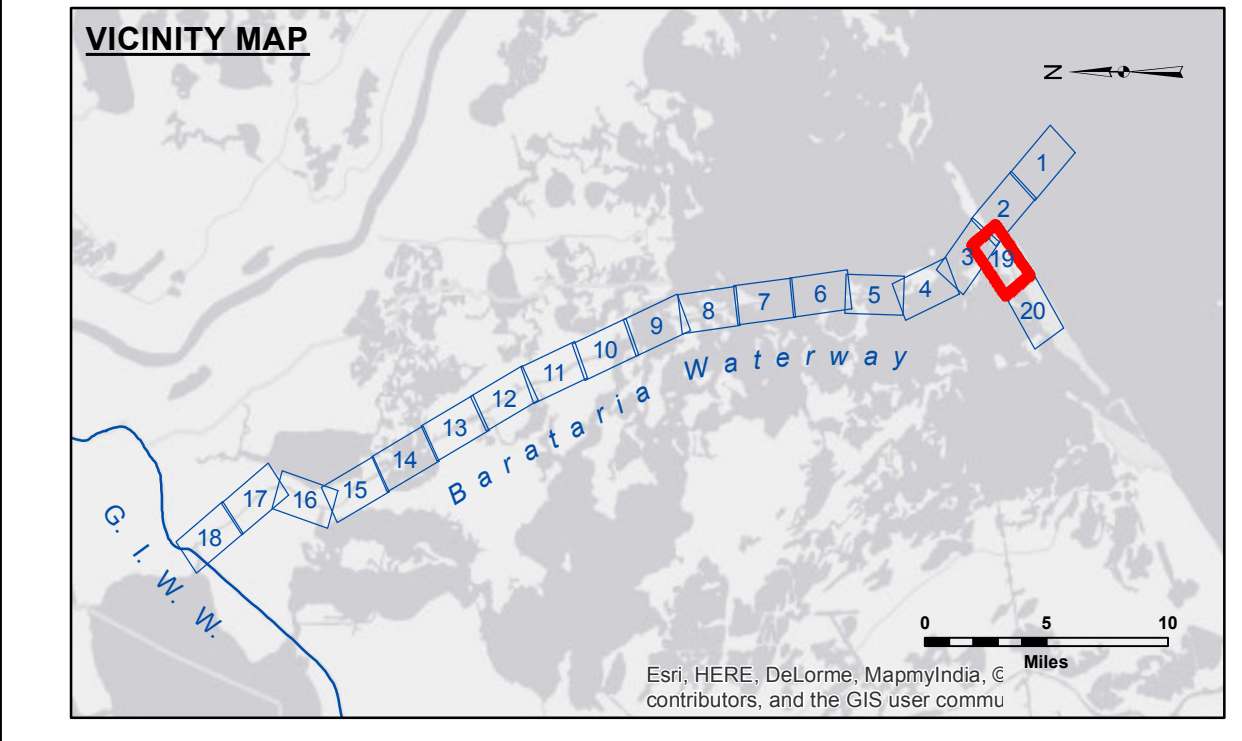 VICINITY MAP
N
1
2
3
19
20
4
5
6
7
8
9
10
11
12
13
14
15
16
17
18
Barataria Waterway
G. I. W. W.
0 5 10
Miles
Esri, HERE, DeLorme, MapmyIndia, ©
contributors, and the GIS user commu